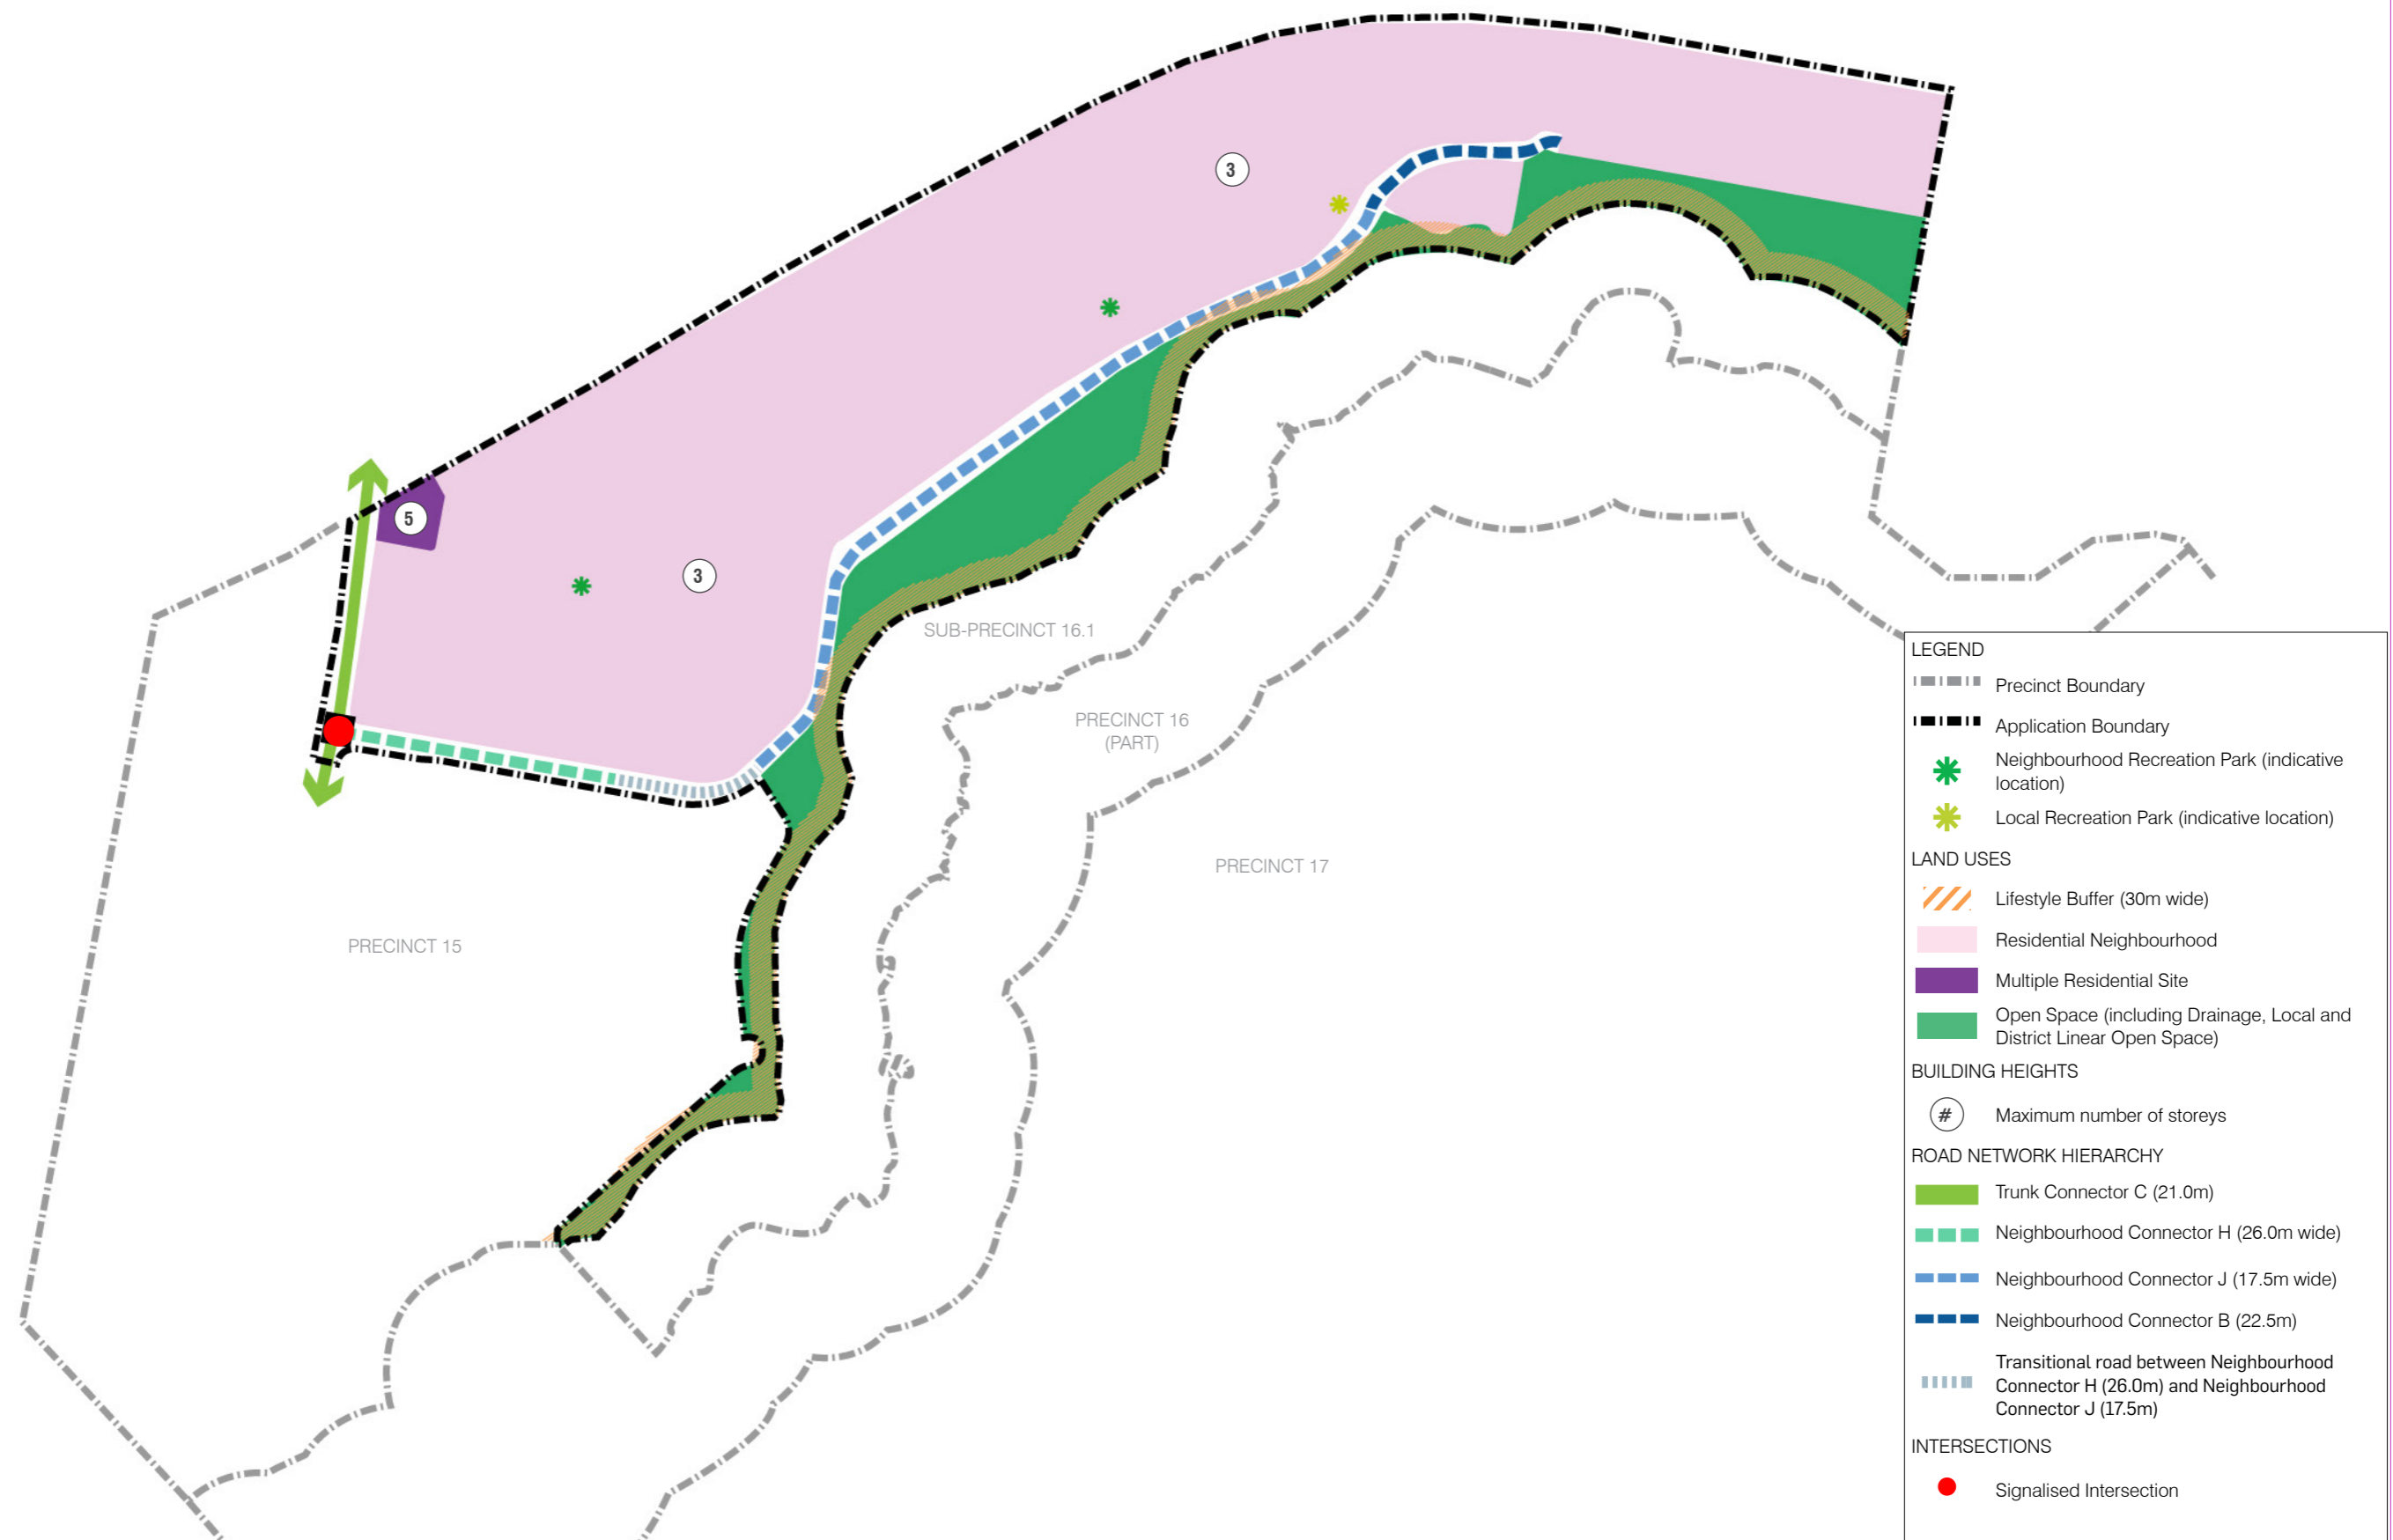 3
5
3
SUB-PRECINCT 16.1
PRECINCT 16
(PART)
PRECINCT 17
PRECINCT 15
LEGEND
Precinct Boundary
Application Boundary
Neighbourhood Recreation Park (indicative
location)
Local Recreation Park (indicative location)
LAND USES
Lifestyle Buffer (30m wide)
Residential Neighbourhood
Multiple Residential Site
Open Space (including Drainage, Local and
District Linear Open Space)
BUILDING HEIGHTS
# Maximum number of storeys
ROAD NETWORK HIERARCHY
Trunk Connector C (21.0m)
Neighbourhood Connector H (26.0m wide)
Neighbourhood Connector J (17.5m wide)
Neighbourhood Connector B (22.5m)
Transitional road between Neighbourhood
Connector H (26.0m) and Neighbourhood
Connector J (17.5m)
INTERSECTIONS
Signalised Intersection